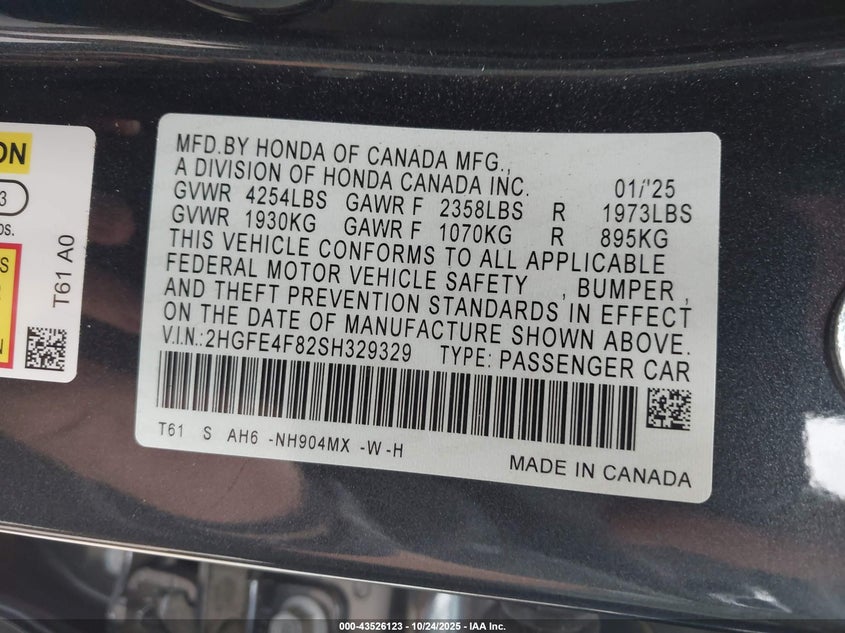 ON
3
DS.
S
N
T61 A0
MFD.BY HONDA OF CANADA MFG.,
A DIVISION OF HONDA CANADA INC. 01/'25
GVWR 4254LBS GAWR F 2358LBS R 1973LBS
GVWR 1930KG GAWR F 1070KG R 895KG
THIS VEHICLE CONFORMS TO ALL APPLICABLE
FEDERAL MOTOR VEHICLE SAFETY , BUMPER ,
AND THEFT PREVENTION STANDARDS IN EFFECT
ON THE DATE OF MANUFACTURE SHOWN ABOVE.
V.I.N.:2HGFE4F82SH329329 TYPE: PASSENGER CAR
T61 S AH6 -NH904MX -W -H
MADE IN CANADA
000-43526123 - 10/24/2025 - IAA Inc.